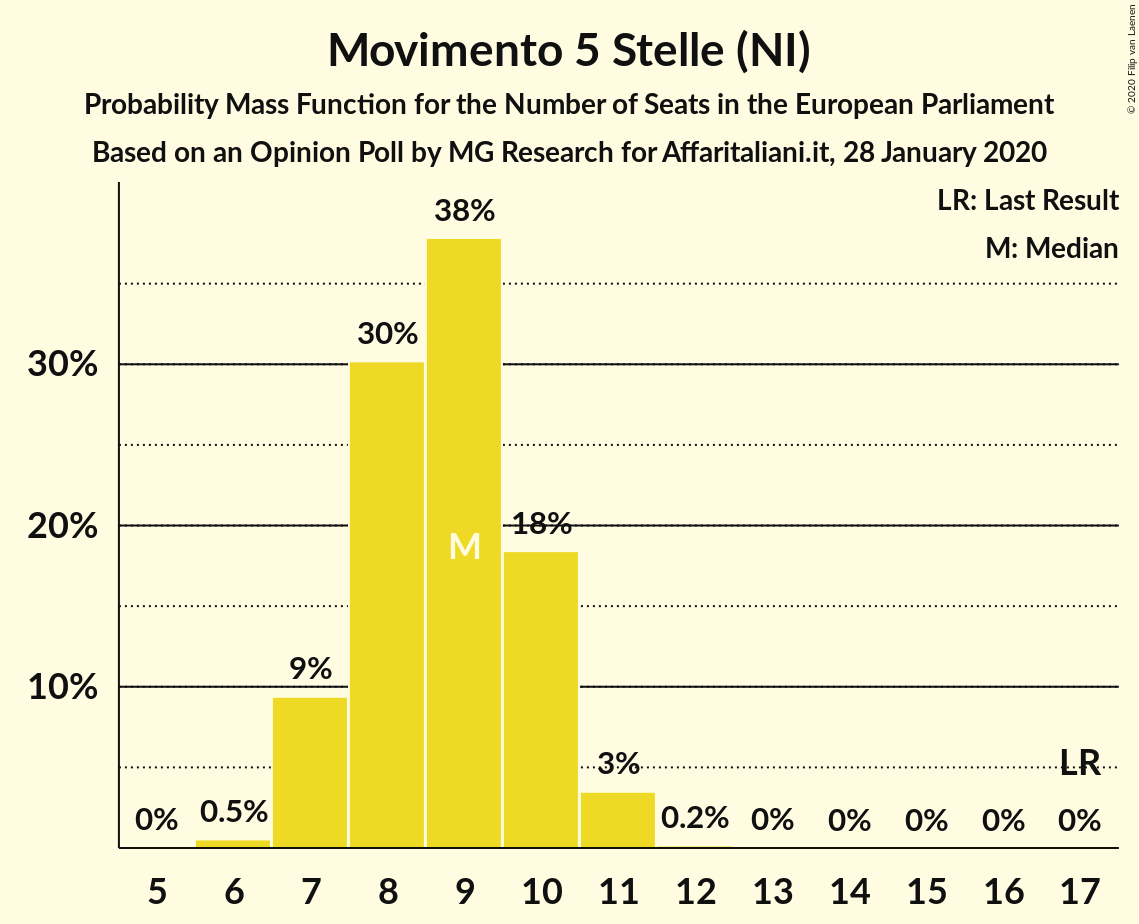 Movimento 5 Stelle (NI)
Probability Mass Function for the Number of Seats in the European Parliament
Based on an Opinion Poll by MG Research for Affaritaliani.it, 28 January 2020
© 2020 Filip van Laenen
LR: Last Result
M: Median
38%
30%
30%
20%
18%
M
9%
10%
3%
LR
0%
0.5%
0.2%
0%
0%
0%
0%
0%
5 6 7 8 9 10 11 12 13 14 15 16 17